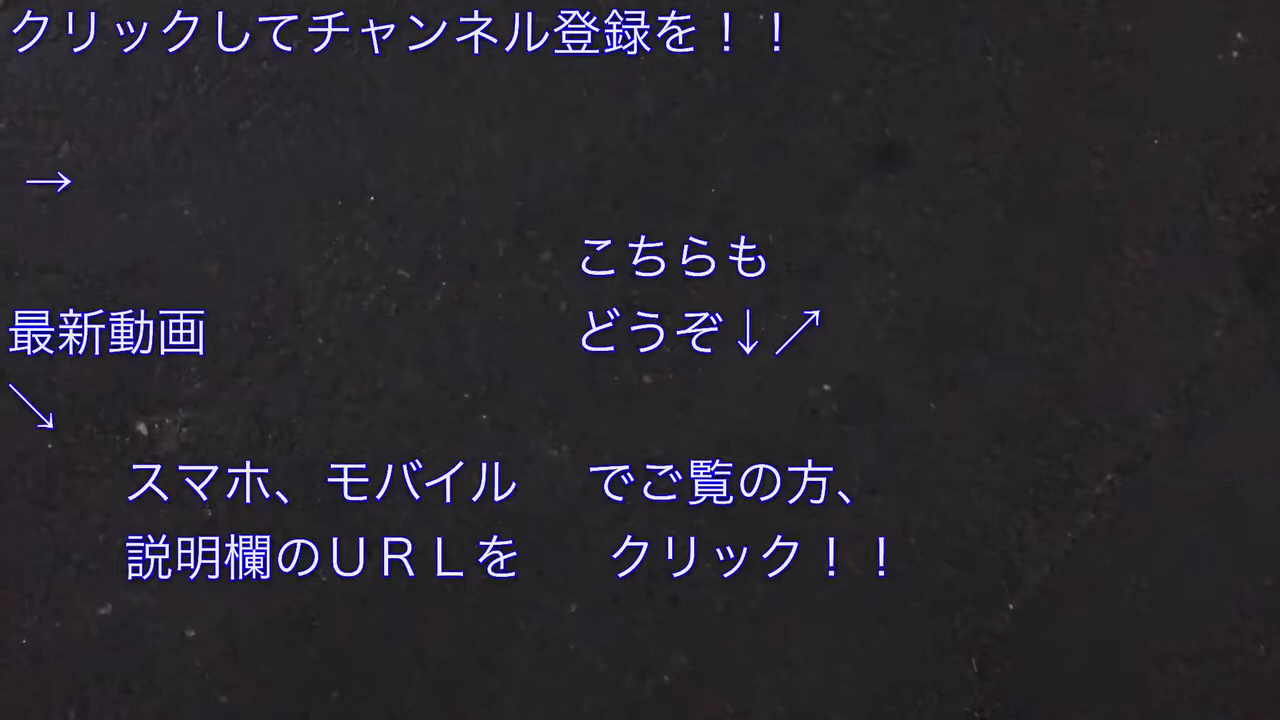 クリックしてチャンネル登録を！！
→
こちらも
最新動画 どうぞ↓↗
↘
スマホ、モバイル でご覧の方、
説明欄のＵＲＬを クリック！！